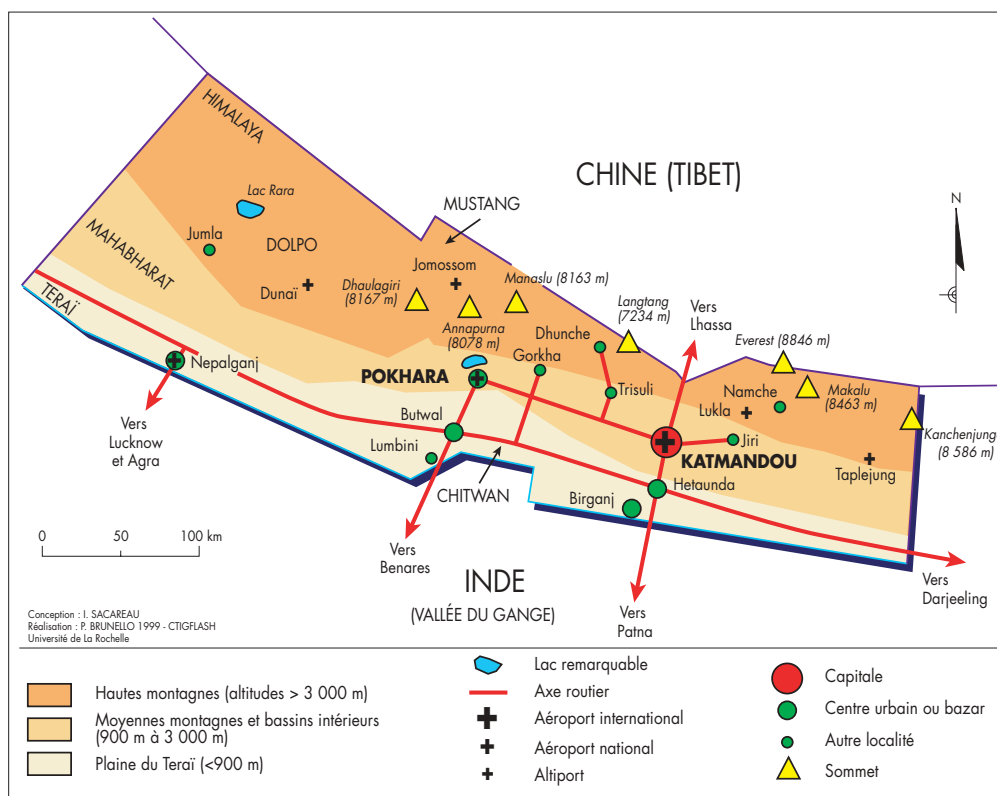 HIMALAYA
CHINE (TIBET)
N
Lac Rara
MUSTANG
MAHABHARAT
Jumla
DOLPO
Jomossom
Manaslu (8163 m)
Dhaulagiri
(8167 m)
Dunaï
Langtang
(7234 m)
Vers
Lhassa
TERAÏ
Annapurna
(8078 m)
Dhunche
Gorkha
Everest (8846 m)
Nepalganj
POKHARA
Trisuli
Namche
Lukla
Makalu
(8463 m)
Vers
Lucknow
et Agra
Butwal
Lumbini
Jiri
KATMANDOU
Kanchenjunga
(8 586 m)
Taplejung
CHITWAN
Hetaunda
Birganj
0 50 100 km
Vers
Benares
INDE
(VALLÉE DU GANGE)
Vers
Patna
Vers
Darjeeling
Conception : I. SACAREAU
Réalisation : P. BRUNELLO 1999 - CTIGFLASH
Université de La Rochelle
Hautes montagnes (altitudes > 3 000 m)
Moyennes montagnes et bassins intérieurs
(900 m à 3 000 m)
Plaine du Teraï (<900 m)
Lac remarquable
Axe routier
Aéroport international
Aéroport national
Altiport
Capitale
Centre urbain ou bazar
Autre localité
Sommet